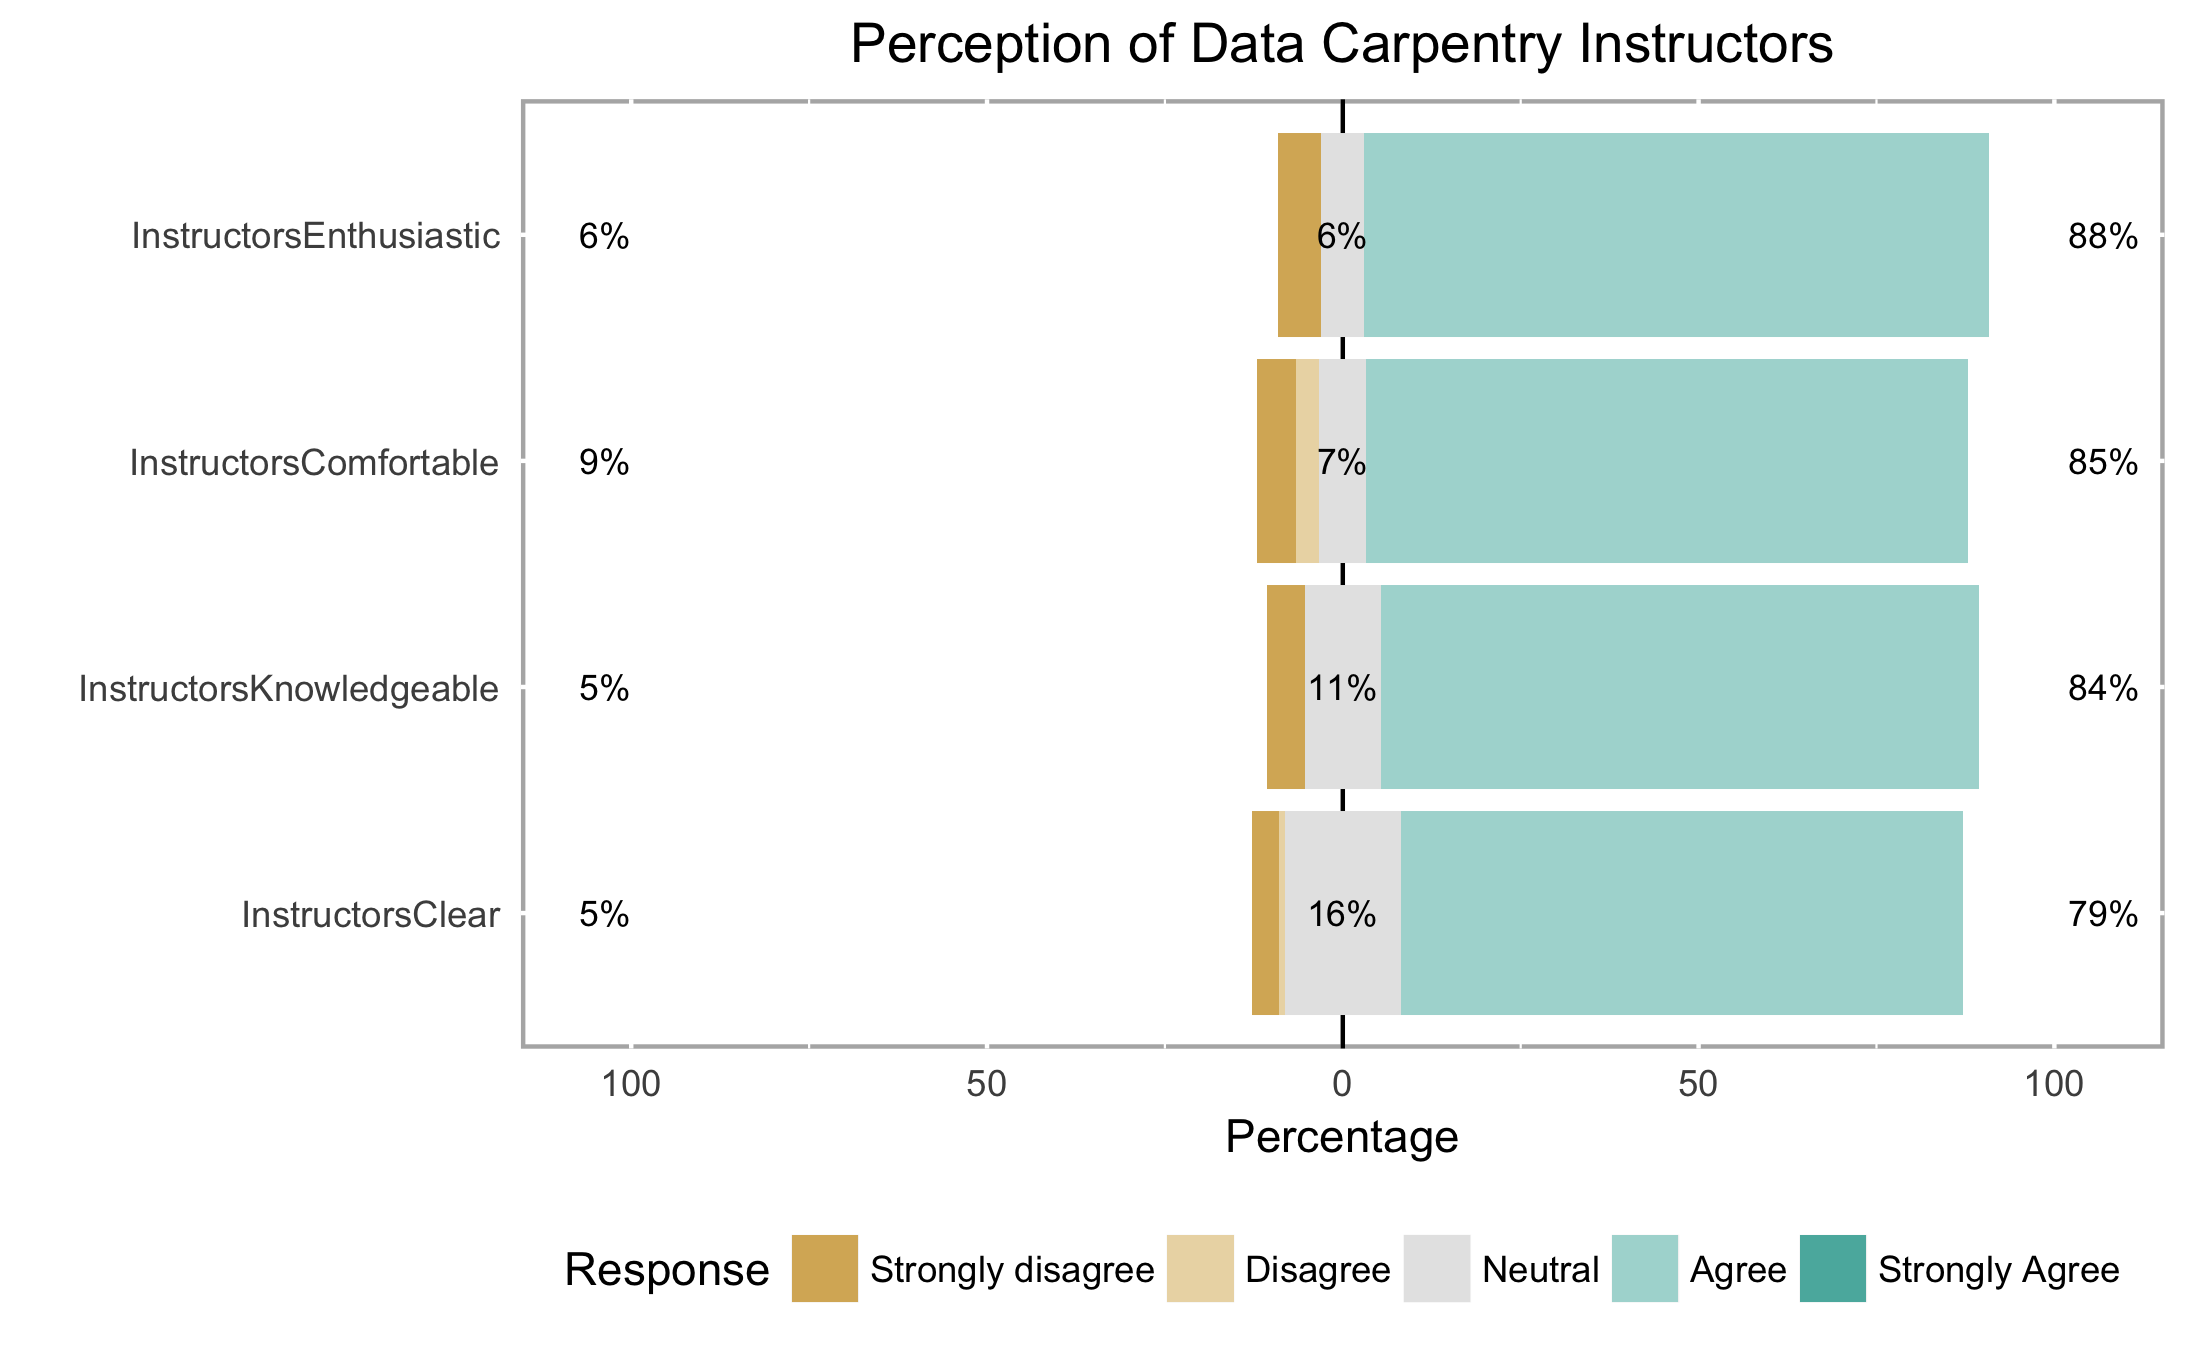 Perception of Data Carpentry Instructors
InstructorsEnthusiastic 6% 6% 88%
InstructorsComfortable 9% 7% 85%
InstructorsKnowledgeable 5% 11% 84%
InstructorsClear 5% 16% 79%
100 50 0 50 100
Percentage
Response Strongly disagree Disagree Neutral Agree Strongly Agree